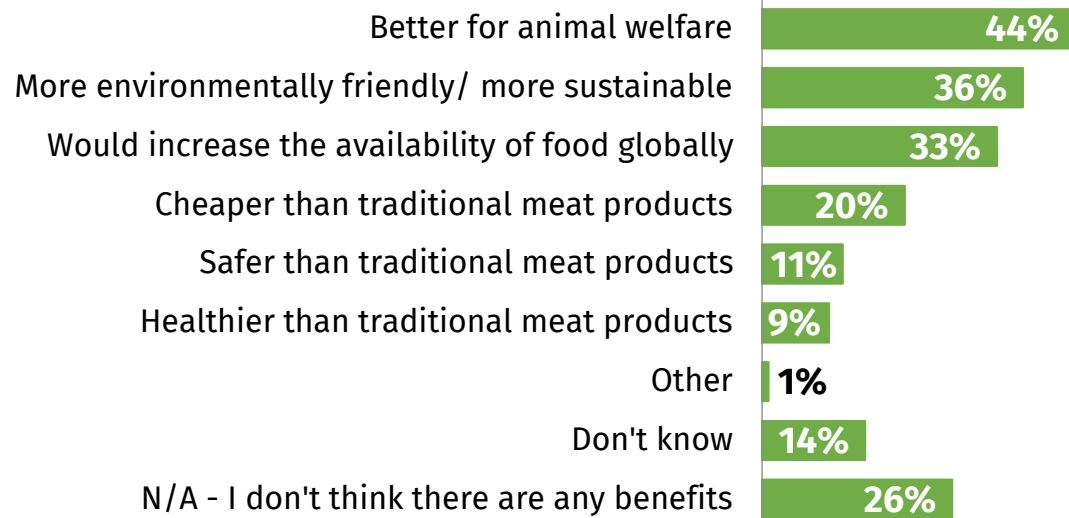 Better for animal welfare 44%
More environmentally friendly/ more sustainable 36%
Would increase the availability of food globally 33%
Cheaper than traditional meat products 20%
Safer than traditional meat products 11%
Healthier than traditional meat products 9%
Other 1%
Don't know 14%
N/A - I don't think there are any benefits 26%